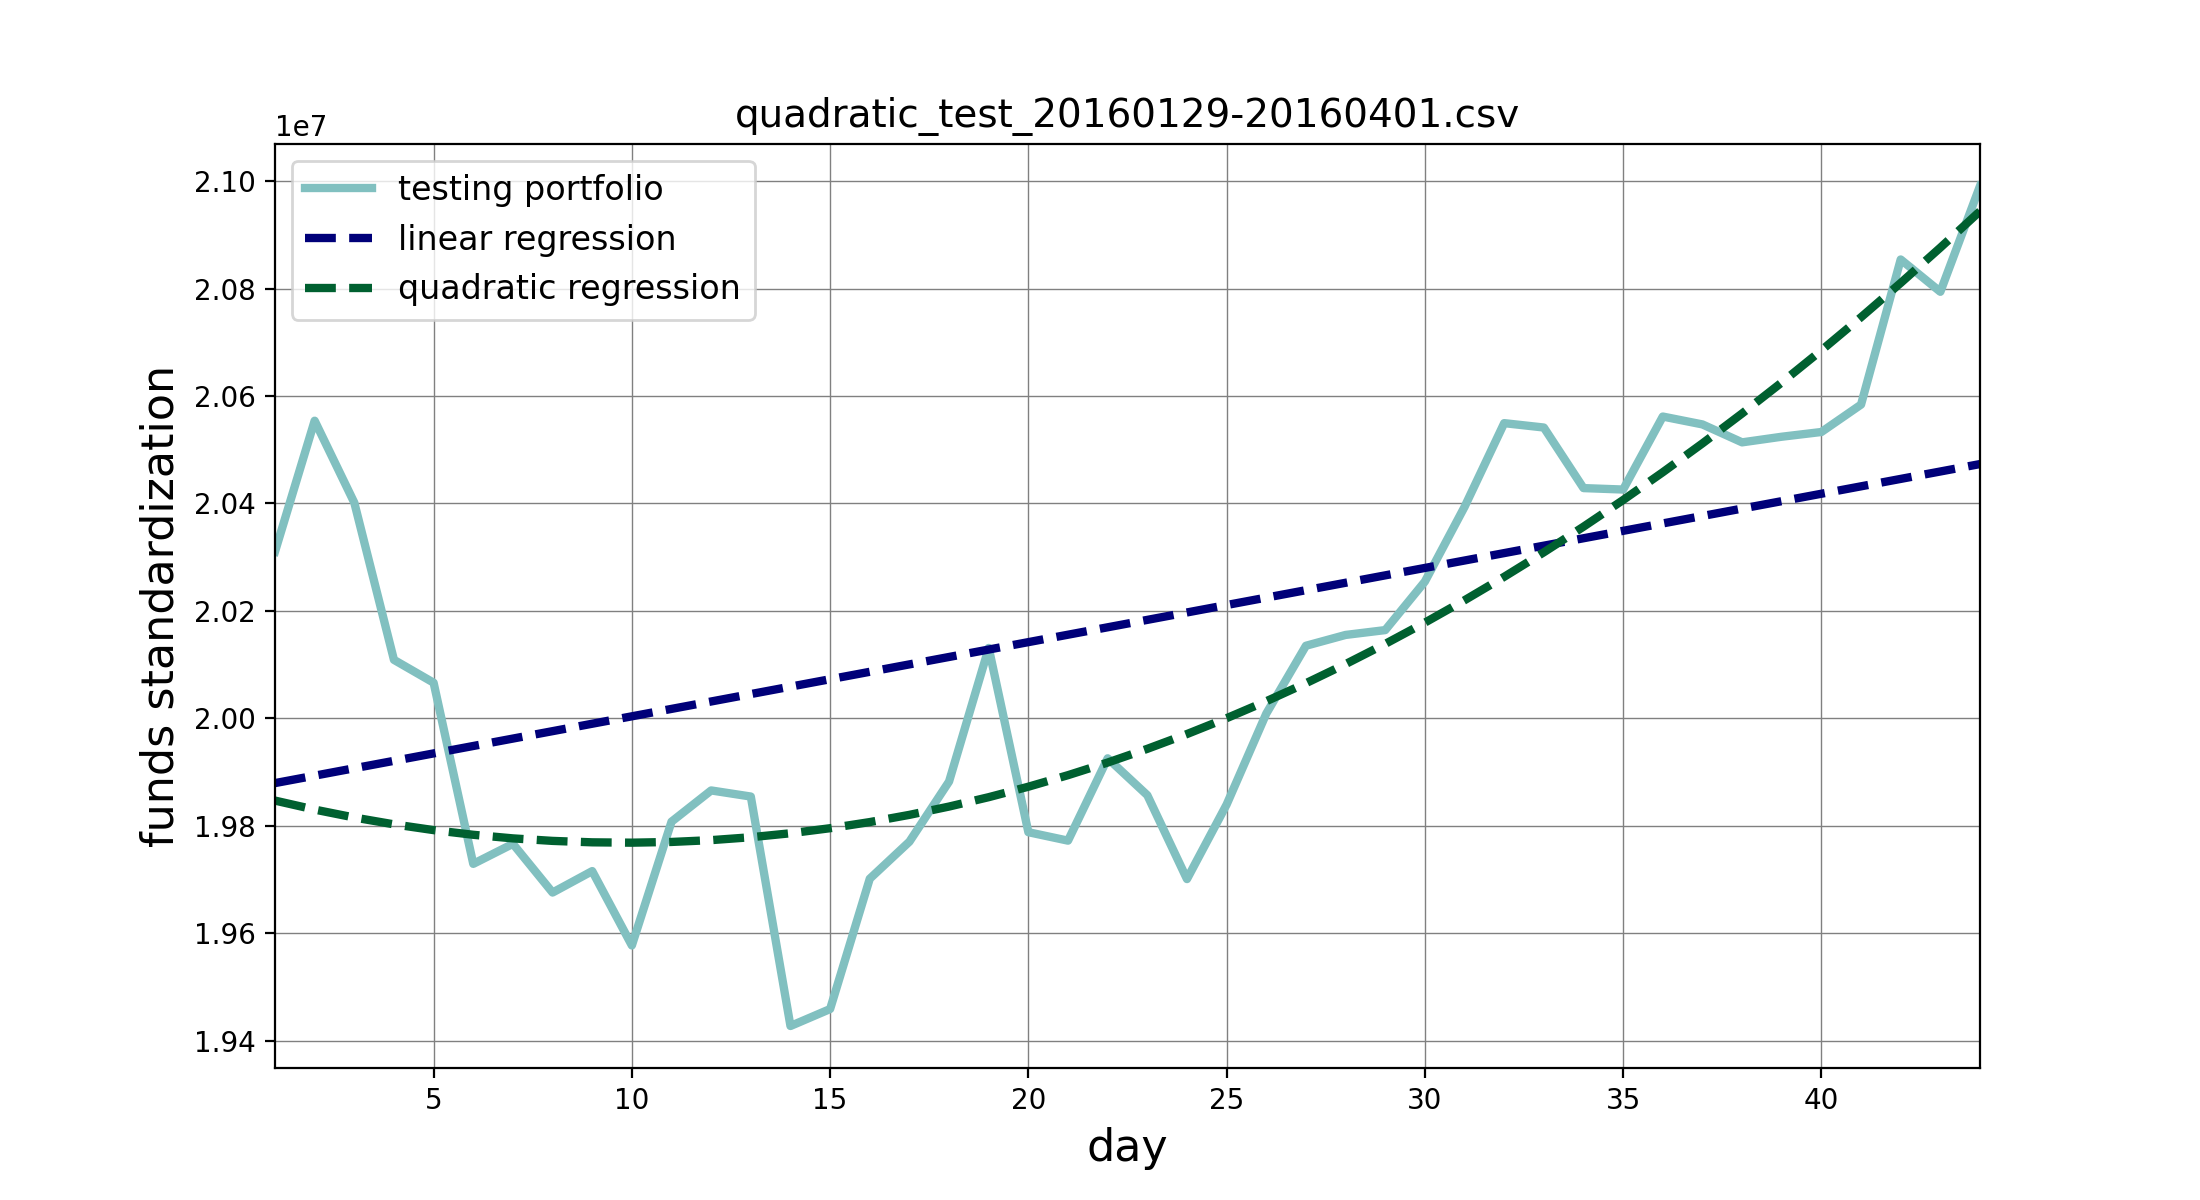 quadratic_test_20160129-20160401.csv
1e7
testing portfolio
linear regression
quadratic regression
funds standardization
2.10
2.08
2.06
2.04
2.02
2.00
1.98
1.96
1.94
5 10 15 20 25 30 35 40
day